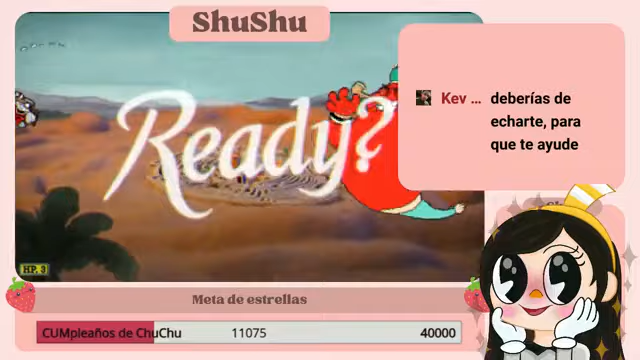 ShuShu
Ready?
Kev ...
deberías de
echarte, para
que te ayude
HP. 3
Meta de estrellas
CUMpleaños de ChuChu
11075
40000